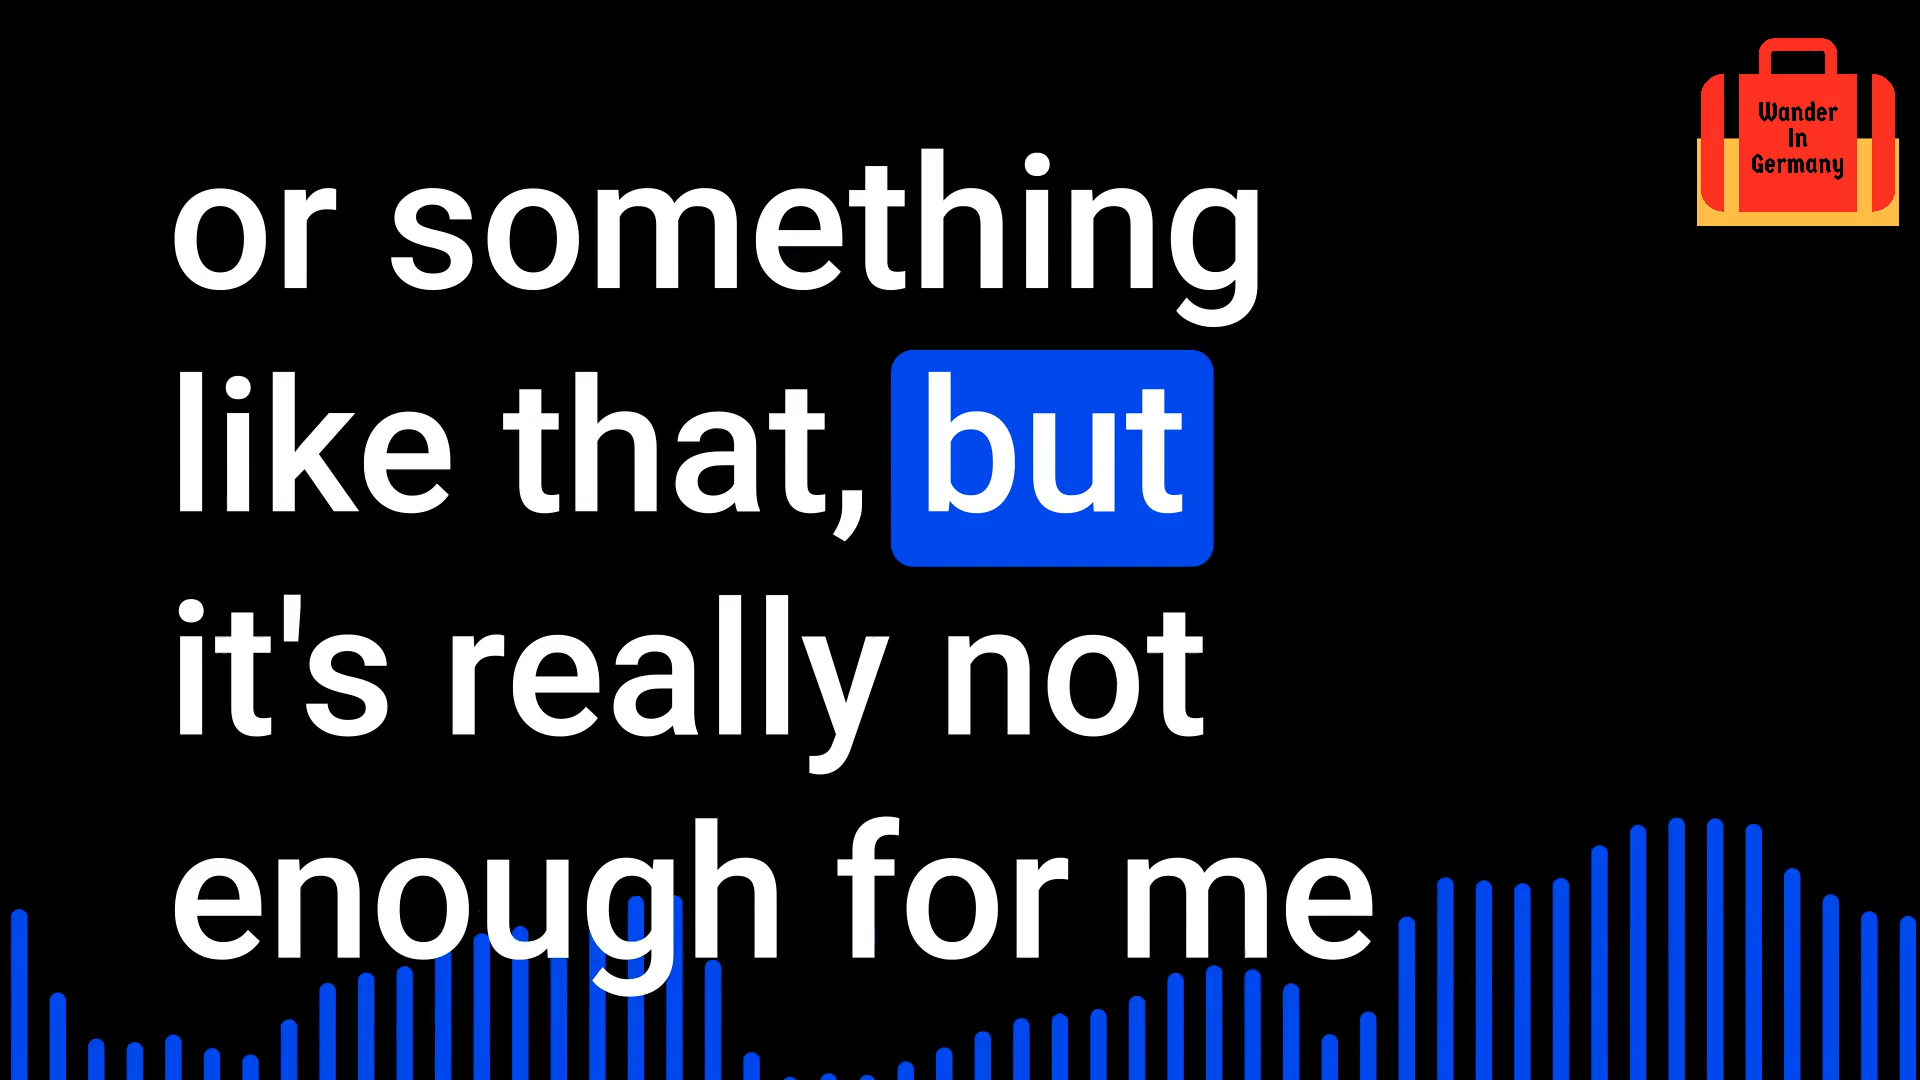 or something
like that, but
it's really not
enough for me
Wander
In
Germany